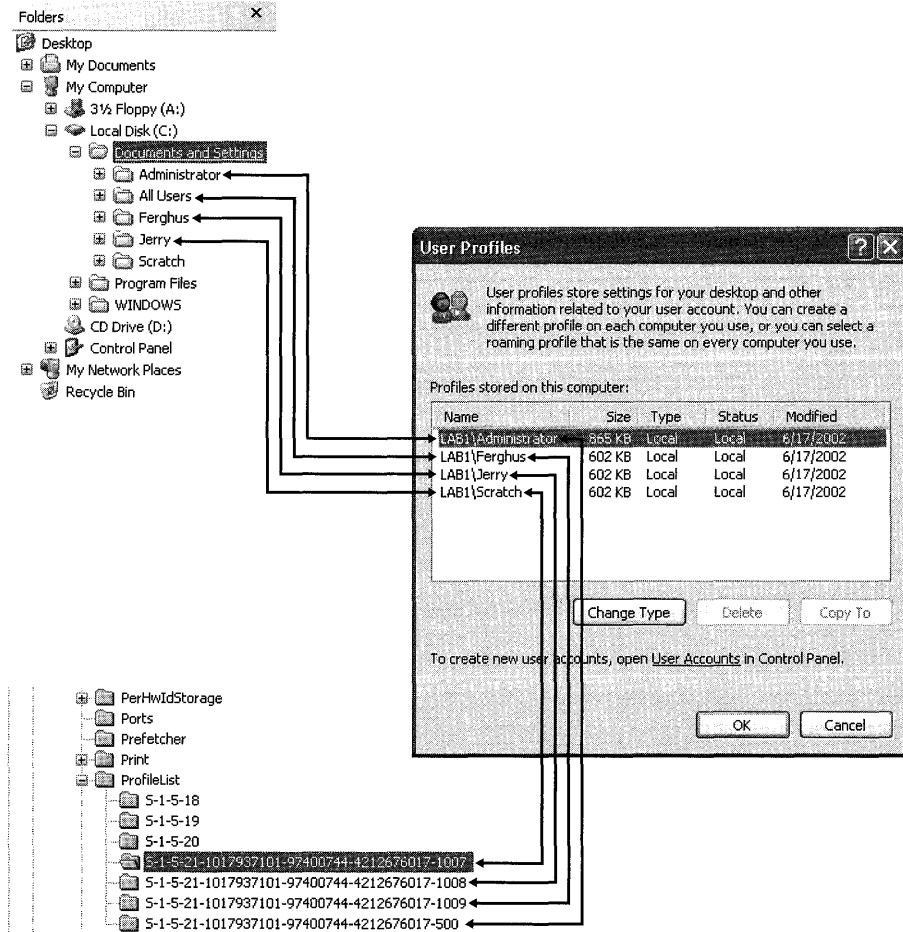 Folders
Desktop
My Documents
My Computer
3½ Floppy (A:)
Local Disk (C:)
Documents and Settings
Administrator
All Users
Ferghus
Jerry
Scratch
Program Files
WINDOWS
CD Drive (D:)
Control Panel
My Network Places
Recycle Bin
User Profiles
User profiles store settings for your desktop and other
information related to your user account. You can create a
different profile on each computer you use, or you can select a
roaming profile that is the same on every computer you use.
Profiles stored on this computer:
Name Size Type Status Modified
LAB1\Administrator 865 KB Local Local 6/17/2002
LAB1\Ferghus 602 KB Local Local 6/17/2002
LAB1\Jerry 602 KB Local Local 6/17/2002
LAB1\Scratch 602 KB Local Local 6/17/2002
Change Type Delete Copy To
To create new user accounts, open User Accounts in Control Panel.
OK Cancel
PerHwIdStorage
Ports
Prefetcher
Print
ProfileList
S-1-5-18
S-1-5-19
S-1-5-20
S-1-5-21-1017937101-97400744-4212676017-1007
S-1-5-21-1017937101-97400744-4212676017-1008
S-1-5-21-1017937101-97400744-4212676017-1009
S-1-5-21-1017937101-97400744-4212676017-500